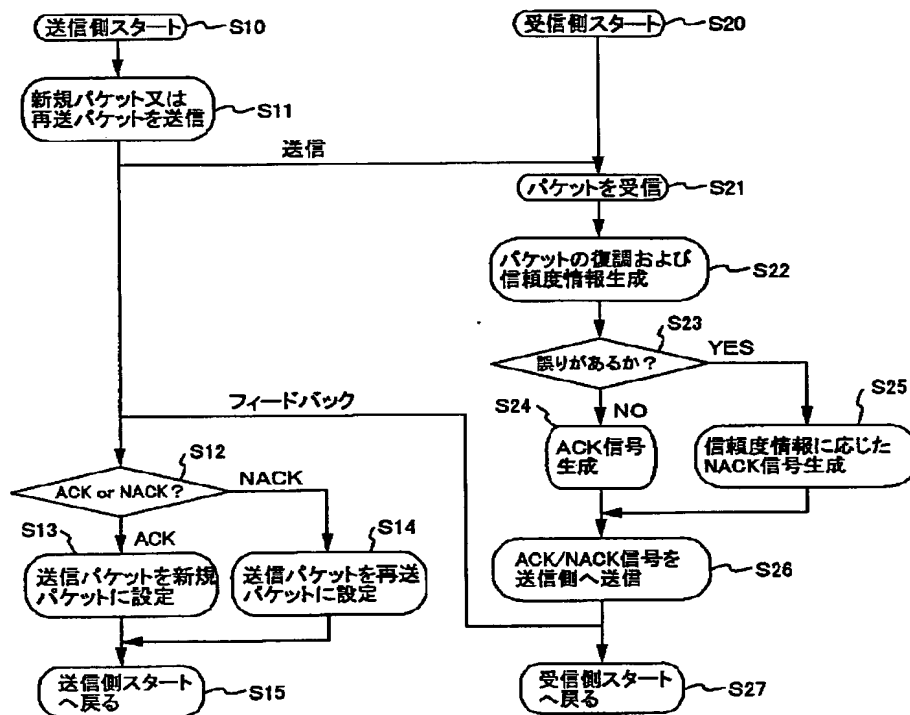 送信側スタート
S10
新規パケット又は
再送パケットを送信
S11
送信
フィードバック
S12
ACK or NACK?
NACK
ACK
S13
送信パケットを新規
パケットに設定
S14
送信パケットを再送
パケットに設定
送信側スタート
へ戻る
S15
受信側スタート
S20
パケットを受信
S21
パケットの復調および
信頼度情報生成
S22
S23
誤りがあるか?
YES
NO
S24
ACK信号
生成
S25
信頼度情報に応じた
NACK信号生成
ACK/NACK信号を
送信側へ送信
S26
受信側スタート
へ戻る
S27